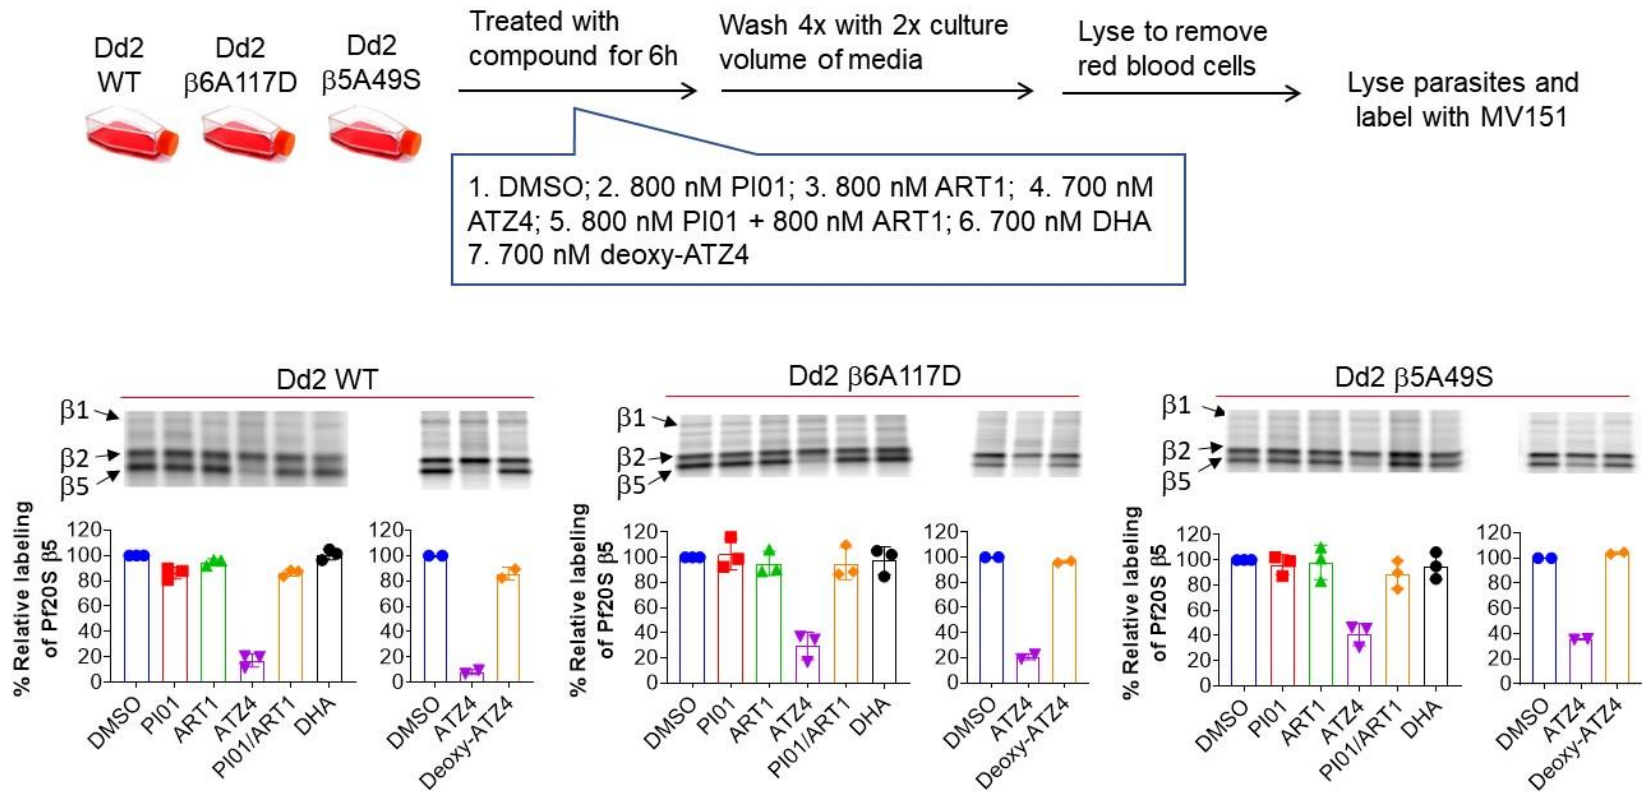 Dd2
WT
Dd2
β6A117D
Dd2
β5A49S
Treated with
compound for 6h
Wash 4x with 2x culture
volume of media
Lyse to remove
red blood cells
Lyse parasites and
label with MV151
1. DMSO; 2. 800 nM PI01; 3. 800 nM ART1; 4. 700 nM
ATZ4; 5. 800 nM PI01 + 800 nM ART1; 6. 700 nM DHA
7. 700 nM deoxy-ATZ4
Dd2 WT
β1
β2
β5
% Relative labeling
of Pf20S β5
120
100
80
60
40
20
0
DMSO
PI01
ART1
ATZ4
PI01/ART1
DHA
120
100
80
60
40
20
0
DMSO
ATZ4
Deoxy-ATZ4
Dd2 β6A117D
β1
β2
β5
% Relative labeling
of Pf20S β5
120
100
80
60
40
20
0
DMSO
PI01
ART1
ATZ4
PI01/ART1
DHA
120
100
80
60
40
20
0
DMSO
ATZ4
Deoxy-ATZ4
Dd2 β5A49S
β1
β2
β5
% Relative labeling
of Pf20S β5
120
100
80
60
40
20
0
DMSO
PI01
ART1
ATZ4
PI01/ART1
DHA
120
100
80
60
40
20
0
DMSO
ATZ4
Deoxy-ATZ4